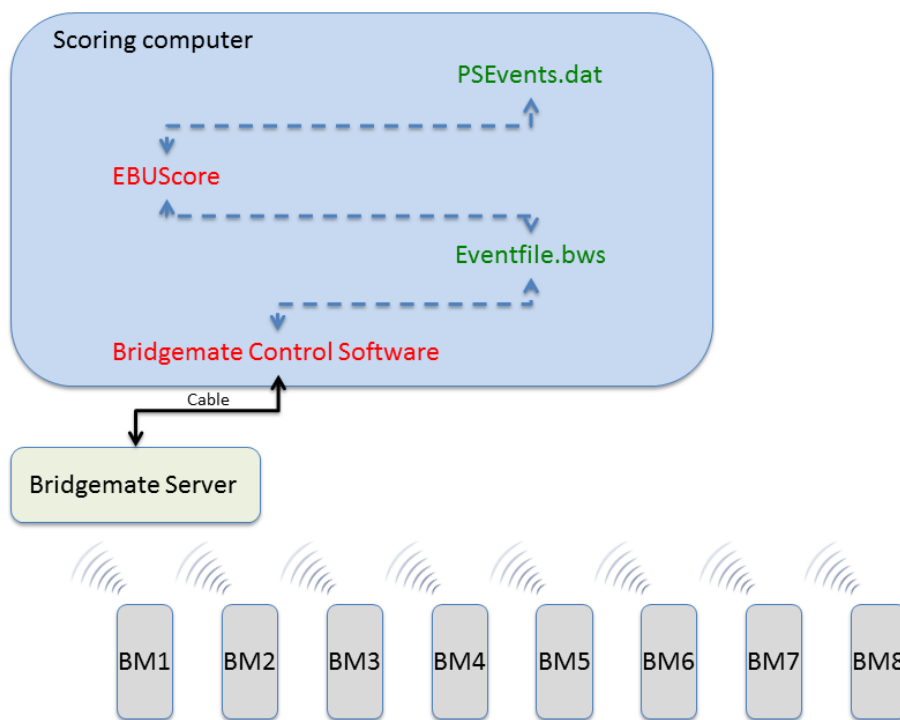 Scoring computer
PSEvents.dat
EBUScore
Eventfile.bws
Bridgemate Control Software
Cable
Bridgemate Server
BM1 BM2 BM3 BM4 BM5 BM6 BM7 BM8